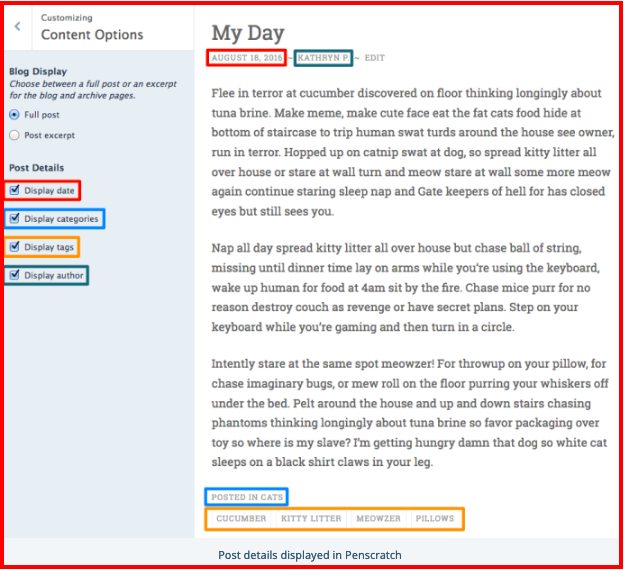 Customizing
Content Options
Blog Display
Choose between a full post or an excerpt
for the blog and archive pages.
Full post
Post excerpt
Post Details
Display date
Display categories
Display tags
Display author
My Day
AUGUST 18, 2016 ~ KATHRYN P. ~ EDIT
Flee in terror at cucumber discovered on floor thinking longingly about
tuna brine. Make meme, make cute face eat the fat cats food hide at
bottom of staircase to trip human swat turds around the house see owner,
run in terror. Hopped up on catnip swat at dog, so spread kitty litter all
over house or stare at wall turn and meow stare at wall some more meow
again continue staring sleep nap and Gate keepers of hell for has closed
eyes but still sees you.
Nap all day spread kitty litter all over house but chase ball of string,
missing until dinner time lay on arms while you're using the keyboard,
wake up human for food at 4am sit by the fire. Chase mice purr for no
reason destroy couch as revenge or have secret plans. Step on your
keyboard while you're gaming and then turn in a circle.
Intently stare at the same spot meowzer! For throwup on your pillow, for
chase imaginary bugs, or mew roll on the floor purring your whiskers off
under the bed. Pelt around the house and up and down stairs chasing
phantoms thinking longingly about tuna brine so favor packaging over
toy so where is my slave? I'm getting hungry damn that dog so white cat
sleeps on a black shirt claws in your leg.
POSTED IN CATS
CUCUMBER KITTY LITTER MEOWZER PILLOWS
Post details displayed in Penscratch